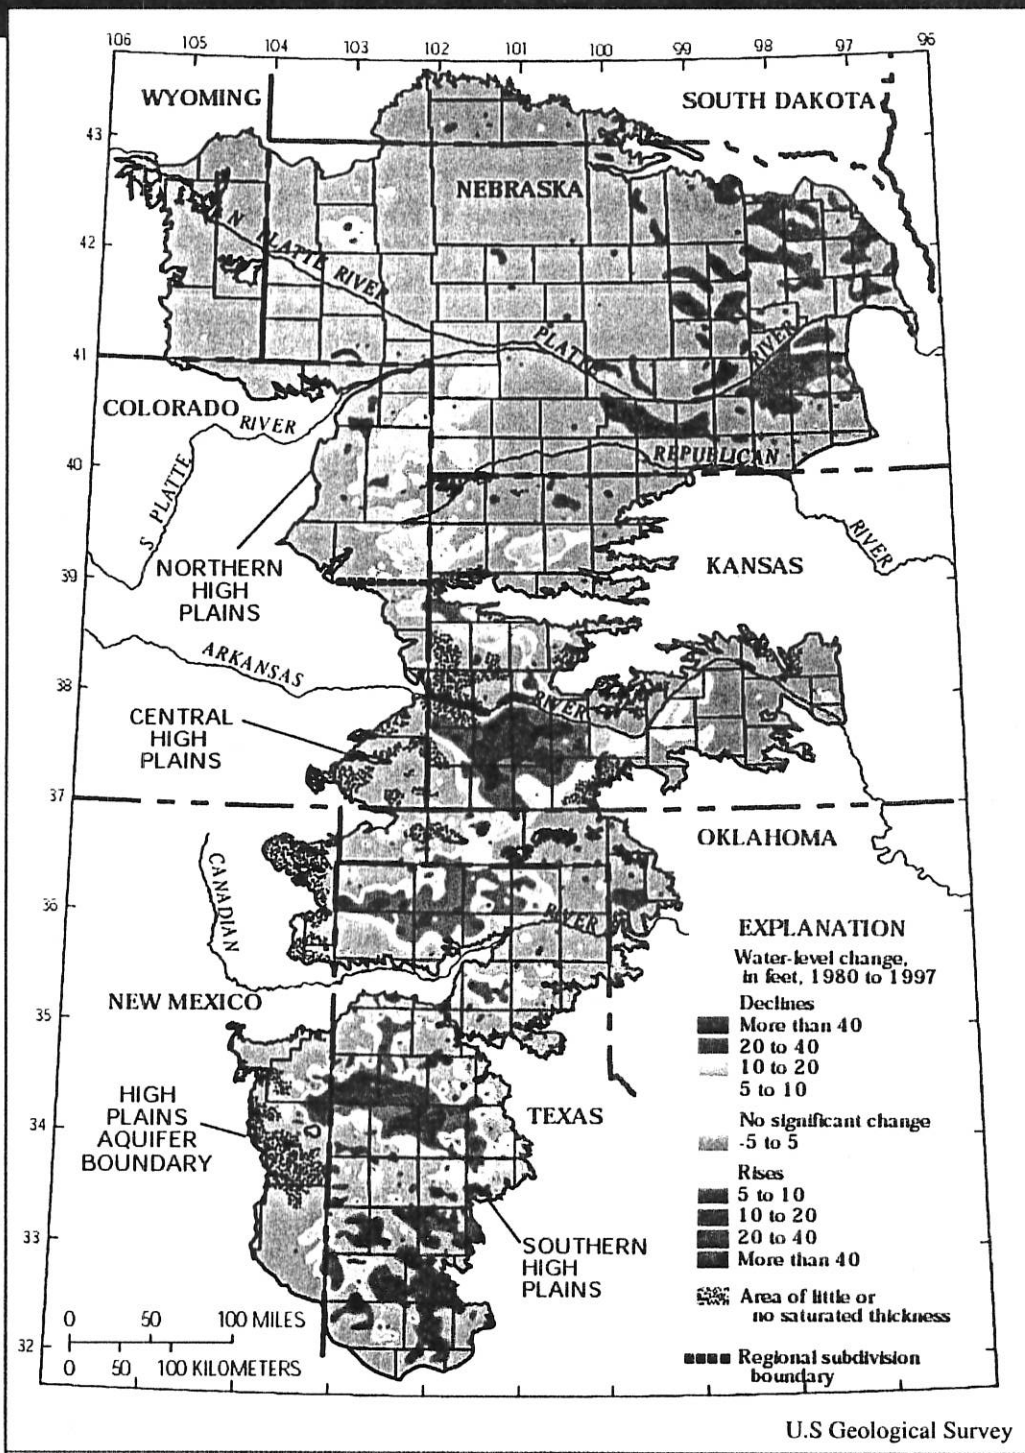 106 105 104 103 102 101 100 99 98 97 96
WYOMING
SOUTH DAKOTA
43
NEBRASKA
42
PLATTE RIVER
41
PLATTE
RIVER
COLORADO
RIVER
40
REPUBLICAN
S PLATTE
RIVER
NORTHERN
HIGH
PLAINS
39
KANSAS
ARKANSAS
38
RIVER
CENTRAL
HIGH
PLAINS
37
OKLAHOMA
CANADIAN
36
RIVER
EXPLANATION
Water-level change,
in feet, 1980 to 1997
Declines
More than 40
20 to 40
10 to 20
5 to 10
No significant change
-5 to 5
Rises
5 to 10
10 to 20
20 to 40
More than 40
Area of little or
no saturated thickness
Regional subdivision
boundary
NEW MEXICO
35
HIGH
PLAINS
AQUIFER
BOUNDARY
34
TEXAS
33
SOUTHERN
HIGH
PLAINS
0 50 100 MILES
32
0 50 100 KILOMETERS
U.S Geological Survey